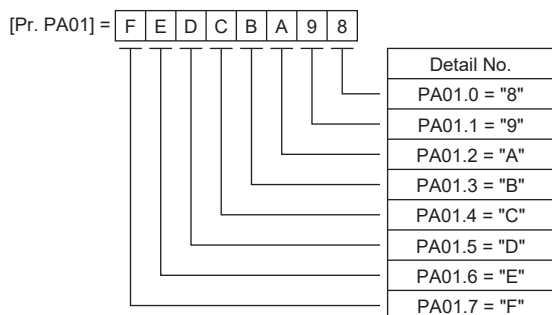 [Pr. PA01] = F E D C B A 9 8
Detail No.
PA01.0 = "8"
PA01.1 = "9"
PA01.2 = "A"
PA01.3 = "B"
PA01.4 = "C"
PA01.5 = "D"
PA01.6 = "E"
PA01.7 = "F"